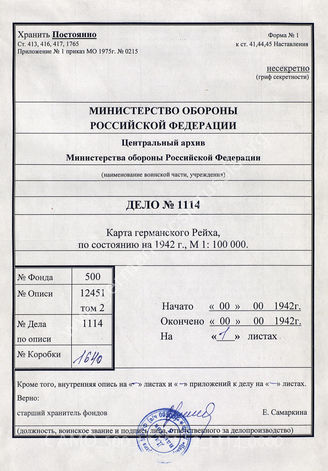 Хранить Постоянно
Ст. 413, 416, 417, 1765
Приложение № 1 приказ МО 1975г. № 0215
Форма № 1
к ст. 41,44,45 Наставления
несекретно
(гриф секретности)
МИНИСТЕРСТВО ОБОРОНЫ
РОССИЙСКОЙ ФЕДЕРАЦИИ
Центральный архив
Министерства обороны Российской Федерации
(наименование воинской части, учреждения)
ДЕЛО № 1114
Карта германского Рейха,
по состоянию на 1942 г., М 1: 100 000.
№ Фонда 500
№ Описи 12451
том 2
№ Дела 1114
по описи
№ Коробки 1640
Начато « 00 » 00 1942г.
Окончено « 00 » 00 1942г.
На «1» листах
Кроме того, внутренняя опись на «–» листах и «–» приложений к делу на «–» листах.
Верно:
старший хранитель фондов Е. Самаркина
(должность, воинское звание и подпись лица, ответственного за делопроизводство)